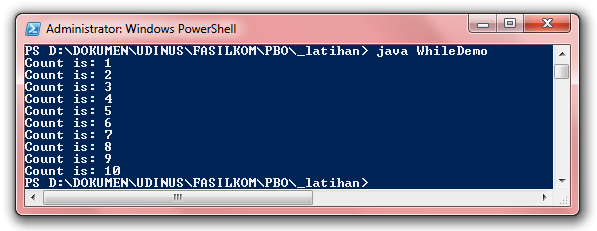 Administrator: Windows PowerShell
PS D:\DOKUMEN\UDINUS\FASILKOM\PBO\_latihan> java WhileDemo
Count is: 1
Count is: 2
Count is: 3
Count is: 4
Count is: 5
Count is: 6
Count is: 7
Count is: 8
Count is: 9
Count is: 10
PS D:\DOKUMEN\UDINUS\FASILKOM\PBO\_latihan>